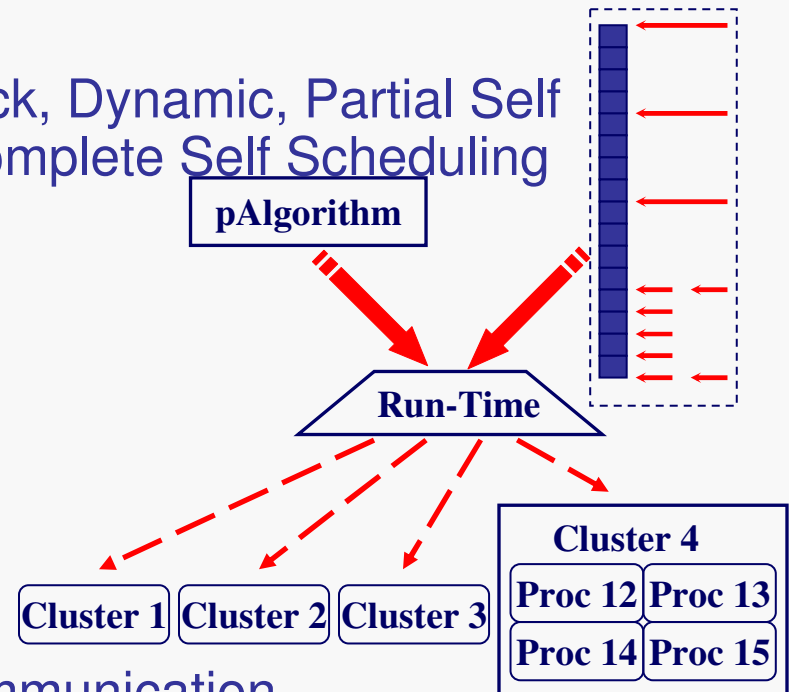 ck, Dynamic, Partial Self
omplete Self Scheduling
pAlgorithm
Run-Time
Cluster 4
Proc 12 Proc 13
Cluster 1 Cluster 2 Cluster 3
Proc 14 Proc 15
mmunication